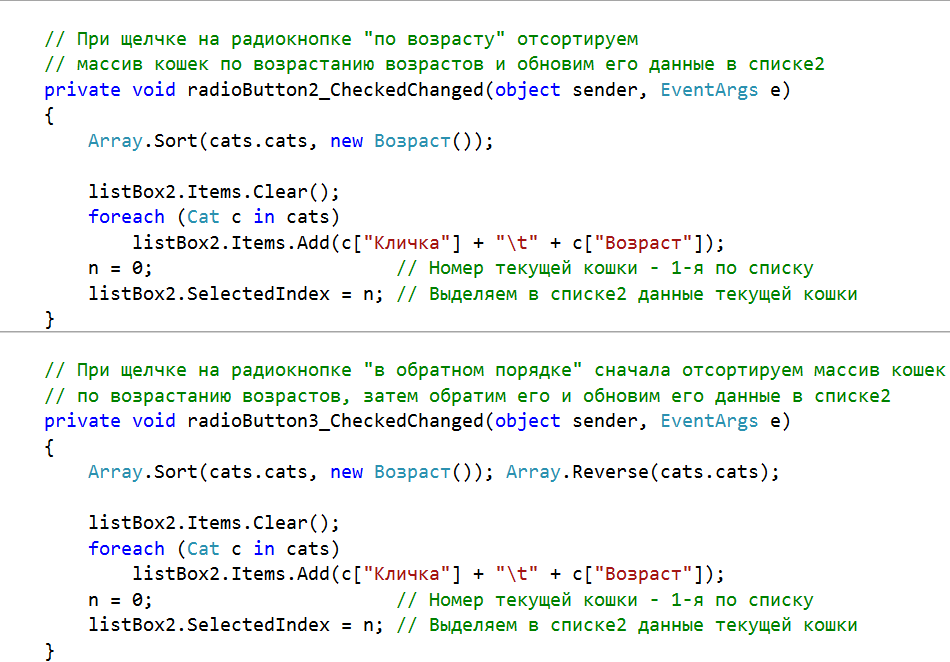 // При щелчке на радиокнопке "по возрасту" отсортируем
// массив кошек по возрастанию возрастов и обновим его данные в списке2
private void radioButton2_CheckedChanged(object sender, EventArgs e)
{
    Array.Sort(cats.cats, new Возраст());

    listBox2.Items.Clear();
    foreach (Cat c in cats)
        listBox2.Items.Add(c["Кличка"] + "\t" + c["Возраст"]);
    n = 0;                      // Номер текущей кошки - 1-я по списку
    listBox2.SelectedIndex = n; // Выделяем в списке2 данные текущей кошки
}
// При щелчке на радиокнопке "в обратном порядке" сначала отсортируем массив кошек
// по возрастанию возрастов, затем обратим его и обновим его данные в списке2
private void radioButton3_CheckedChanged(object sender, EventArgs e)
{
    Array.Sort(cats.cats, new Возраст()); Array.Reverse(cats.cats);

    listBox2.Items.Clear();
    foreach (Cat c in cats)
        listBox2.Items.Add(c["Кличка"] + "\t" + c["Возраст"]);
    n = 0;                      // Номер текущей кошки - 1-я по списку
    listBox2.SelectedIndex = n; // Выделяем в списке2 данные текущей кошки
}